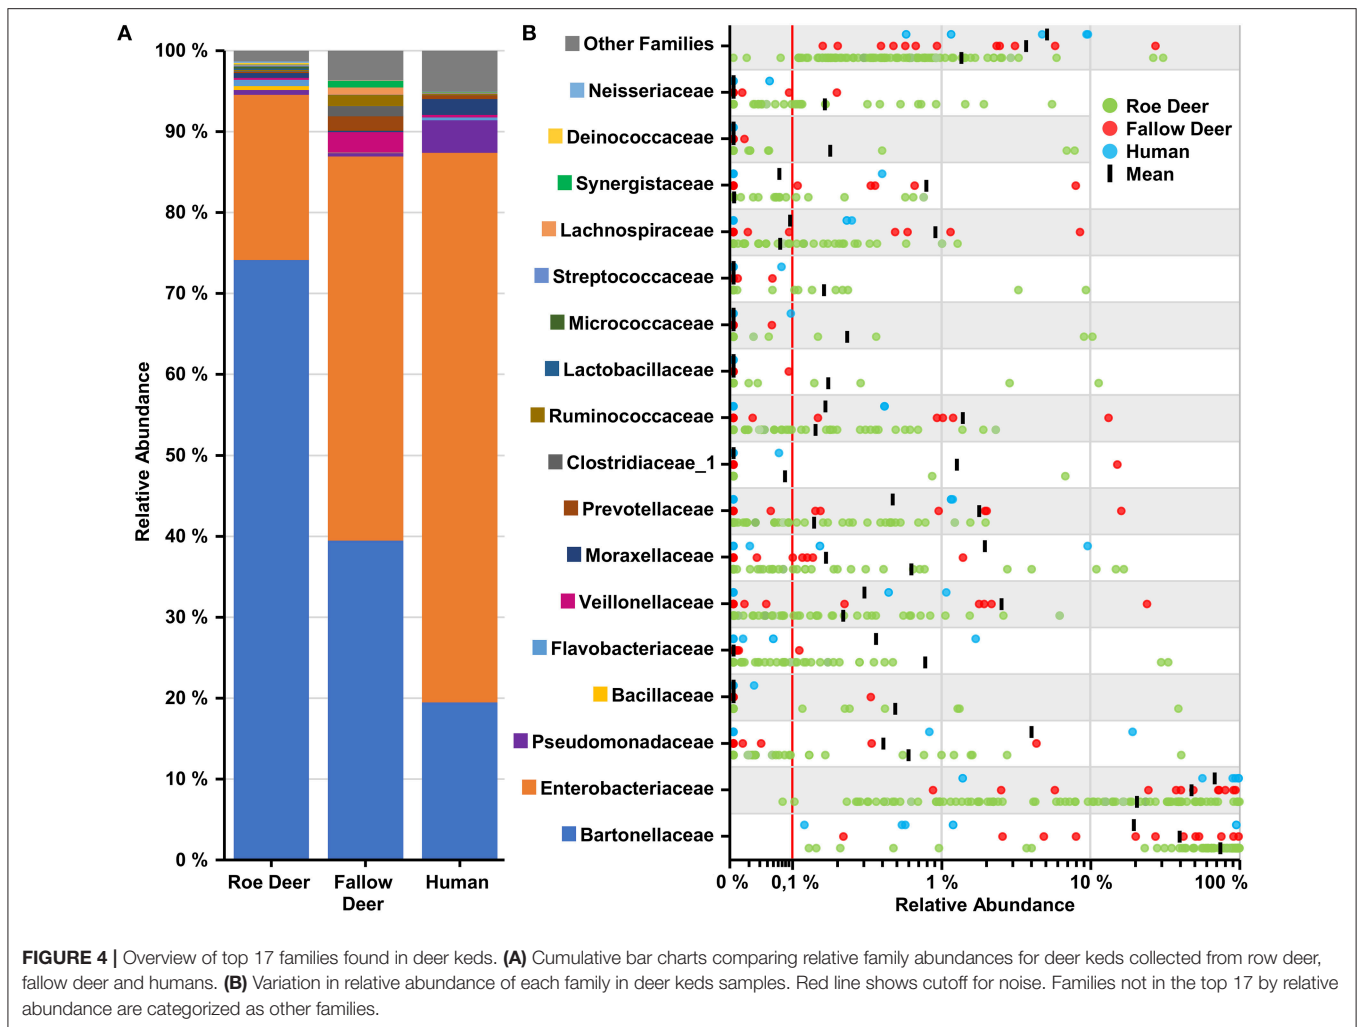 A
100 %
90 %
80 %
70 %
60 %
50 %
40 %
30 %
20 %
10 %
0 %
Relative Abundance
Roe Deer
Fallow
Deer
Human
B
Other Families
Neisseriaceae
Deinococcaceae
Synergistaceae
Lachnospiraceae
Streptococcaceae
Micrococcaceae
Lactobacillaceae
Ruminococcaceae
Clostridiaceae_1
Prevotellaceae
Moraxellaceae
Veillonellaceae
Flavobacteriaceae
Bacillaceae
Pseudomonadaceae
Enterobacteriaceae
Bartonellaceae
Roe Deer
Fallow Deer
Human
Mean
0 %
0,1 %
1 %
10 %
100 %
Relative Abundance
FIGURE 4 | Overview of top 17 families found in deer keds. (A) Cumulative bar charts comparing relative family abundances for deer keds collected from row deer,
fallow deer and humans. (B) Variation in relative abundance of each family in deer keds samples. Red line shows cutoff for noise. Families not in the top 17 by relative
abundance are categorized as other families.